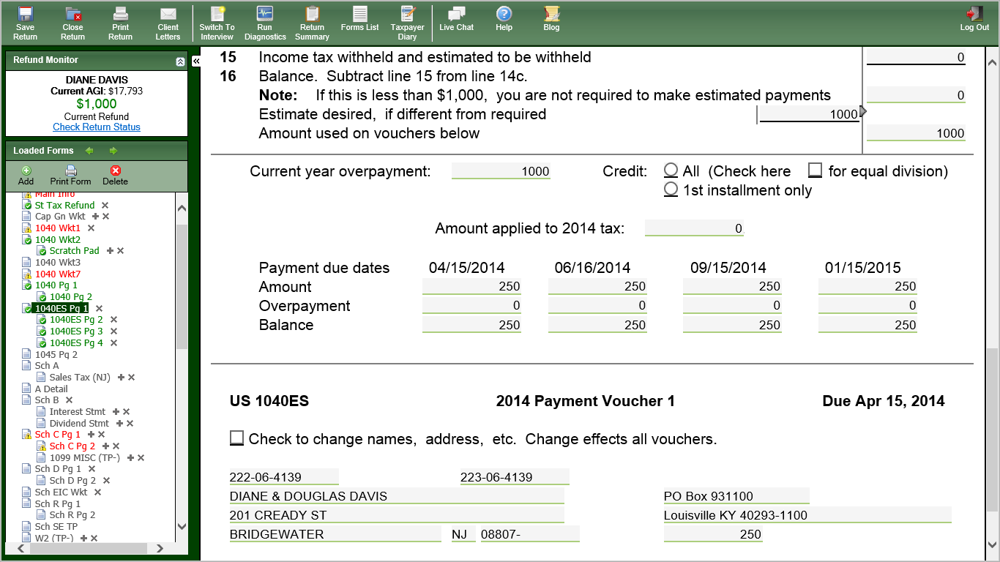 Save Return
Close Return
Print Return
Client Letters
Switch To Interview
Run Diagnostics
Return Summary
Forms List
Taxpayer Diary
Live Chat
Help
Blog
Log Out
Refund Monitor
DIANE DAVIS
Current AGI: $17,793
$1,000
Current Refund
Check Return Status
Loaded Forms
Add
Print Form
Delete
Main Info
St Tax Refund
Cap Gn Wkt
1040 Wkt1
1040 Wkt2
Scratch Pad
1040 Wkt3
1040 Wkt7
1040 Pg 1
1040 Pg 2
1040ES Pg 1
1040ES Pg 2
1040ES Pg 3
1040ES Pg 4
1045 Pg 2
Sch A
Sales Tax (NJ)
A Detail
Sch B
Interest Stmt
Dividend Stmt
Sch C Pg 1
Sch C Pg 2
1099 MISC (TP-)
Sch D Pg 1
Sch D Pg 2
Sch EIC Wkt
Sch R Pg 1
Sch R Pg 2
Sch SE TP
W2 (TP-)
15 Income tax withheld and estimated to be withheld 0
16 Balance. Subtract line 15 from line 14c.
Note: If this is less than $1,000, you are not required to make estimated payments 0
Estimate desired, if different from required 1000
Amount used on vouchers below 1000
Current year overpayment: 1000 Credit: All (Check here for equal division)
1st installment only
Amount applied to 2014 tax: 0
Payment due dates 04/15/2014 06/16/2014 09/15/2014 01/15/2015
Amount 250 250 250 250
Overpayment 0 0 0 0
Balance 250 250 250 250
US 1040ES 2014 Payment Voucher 1 Due Apr 15, 2014
Check to change names, address, etc. Change effects all vouchers.
222-06-4139 223-06-4139
DIANE & DOUGLAS DAVIS PO Box 931100
201 CREADY ST Louisville KY 40293-1100
BRIDGEWATER NJ 08807- 250